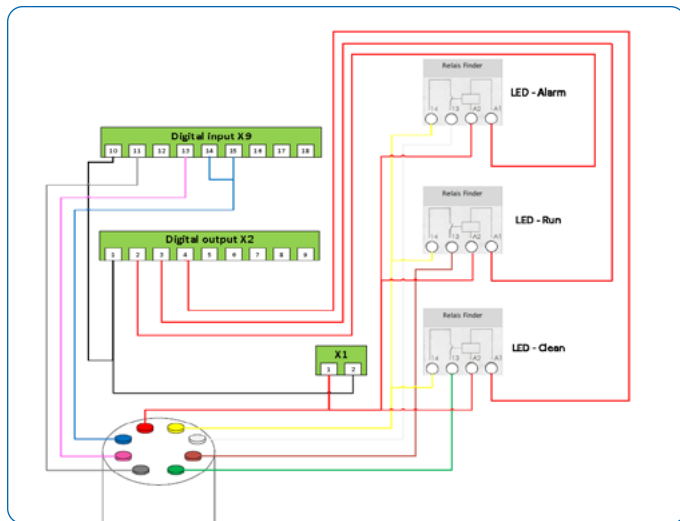 Relais Finder
14 13 A2 A1
LED - Alarm
Digital input X9
10 11 12 13 14 15 16 17 18
Relais Finder
14 13 A2 A1
LED - Run
Digital output X2
1 2 3 4 5 6 7 8 9
Relais Finder
14 13 A2 A1
LED - Clean
X1
1 2